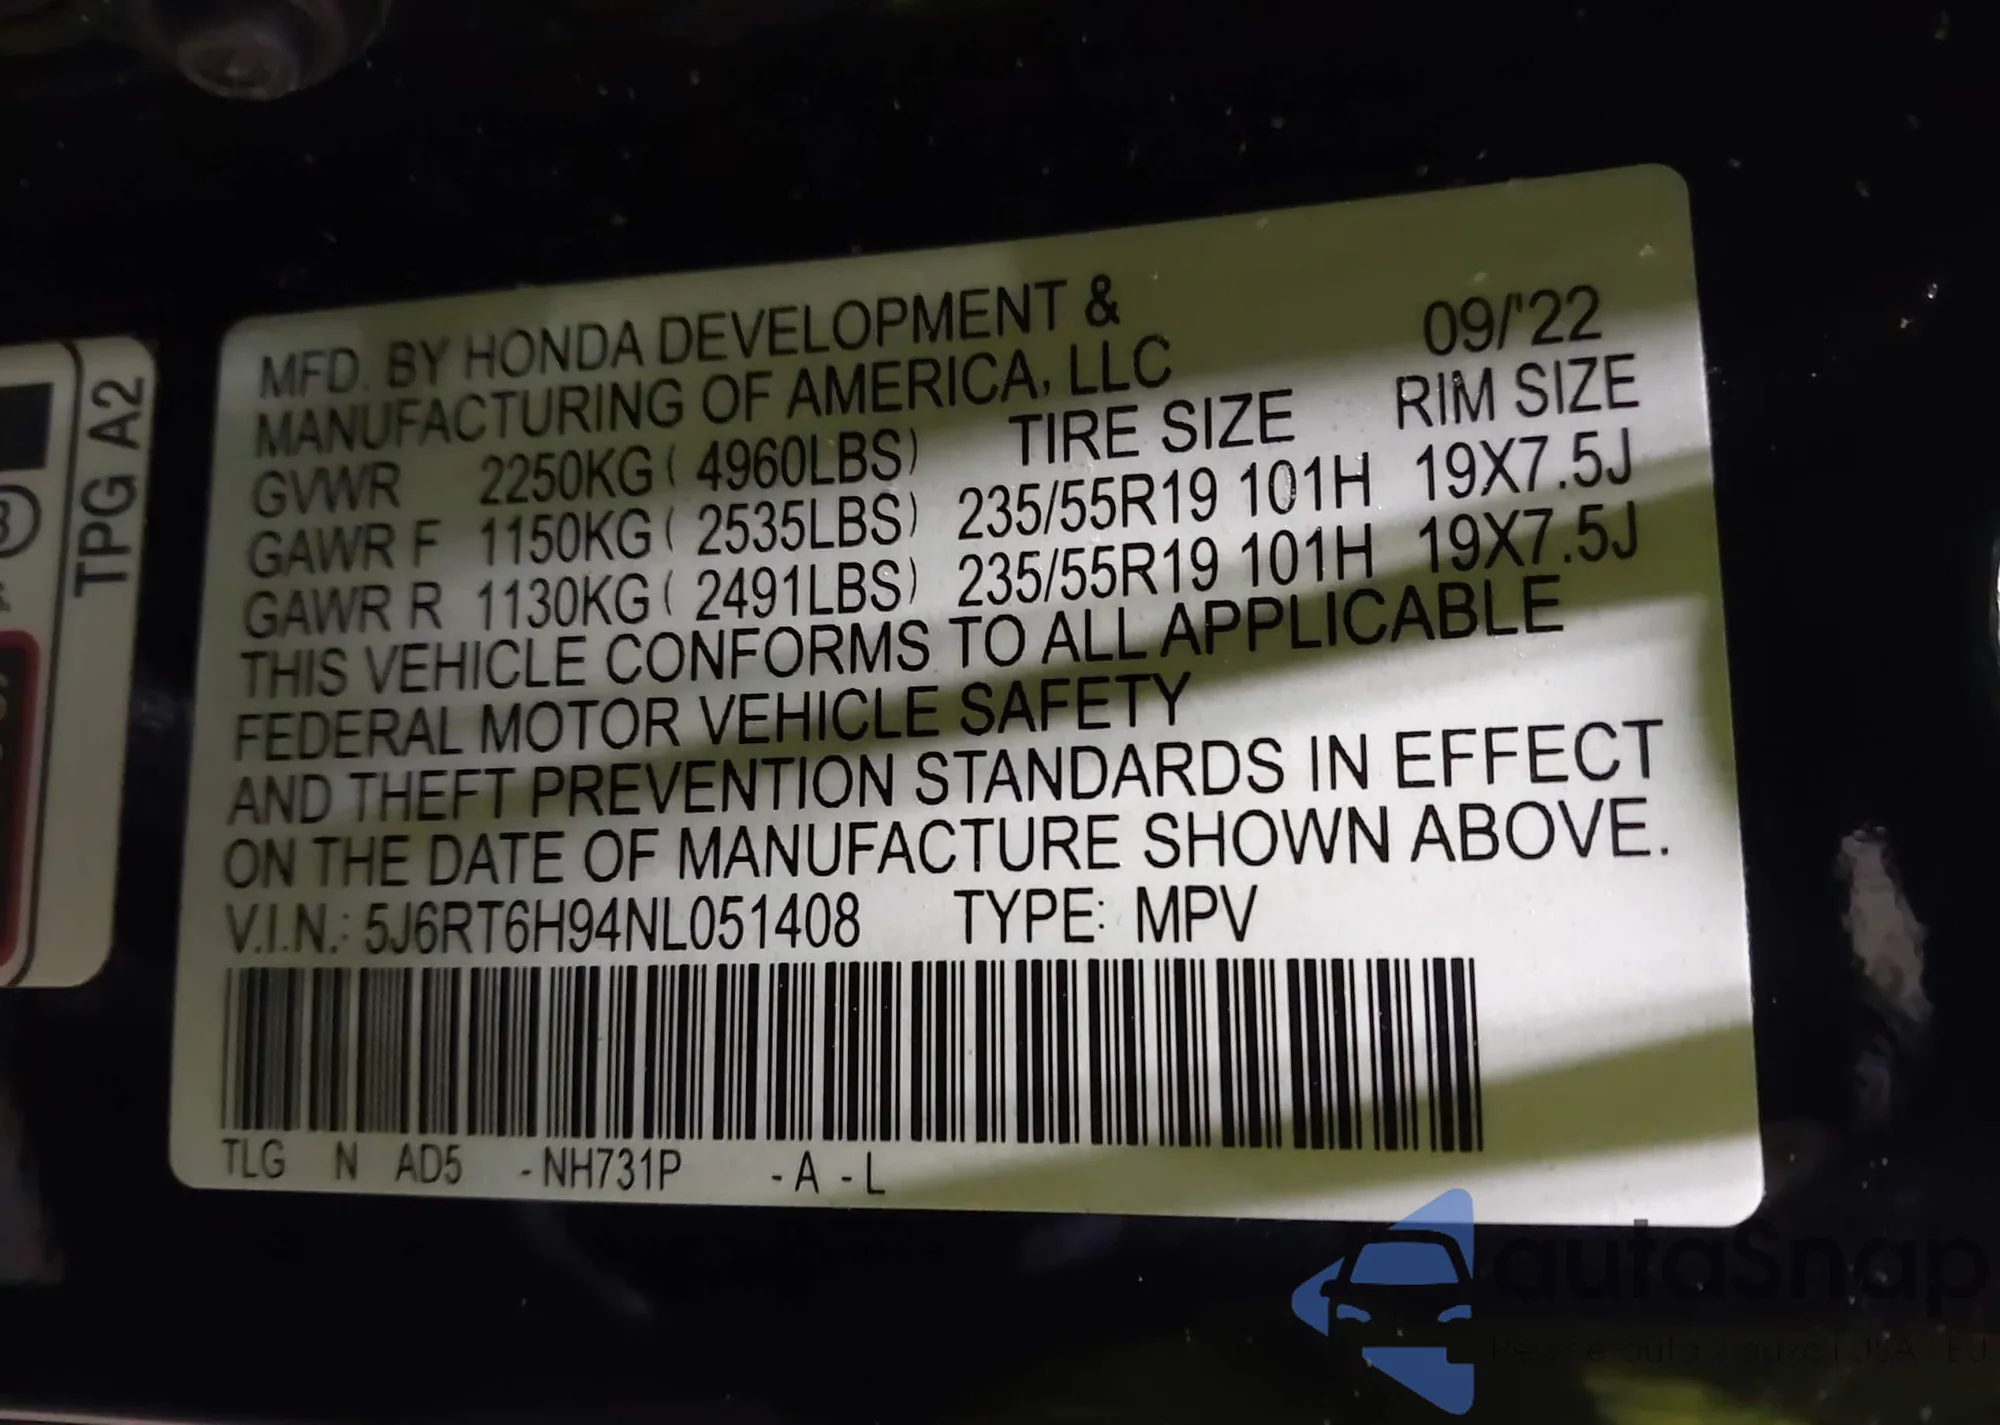 MFD. BY HONDA DEVELOPMENT &
MANUFACTURING OF AMERICA, LLC 09/'22
TIRE SIZE RIM SIZE
GVWR 2250KG ( 4960LBS)
GAWR F 1150KG ( 2535LBS) 235/55R19 101H 19X7.5J
GAWR R 1130KG ( 2491LBS) 235/55R19 101H 19X7.5J
THIS VEHICLE CONFORMS TO ALL APPLICABLE
FEDERAL MOTOR VEHICLE SAFETY
AND THEFT PREVENTION STANDARDS IN EFFECT
ON THE DATE OF MANUFACTURE SHOWN ABOVE.
V.I.N.: 5J6RT6H94NL051408 TYPE: MPV
TLG N AD5 -NH731P -A -L
TPG A2
autaSnap